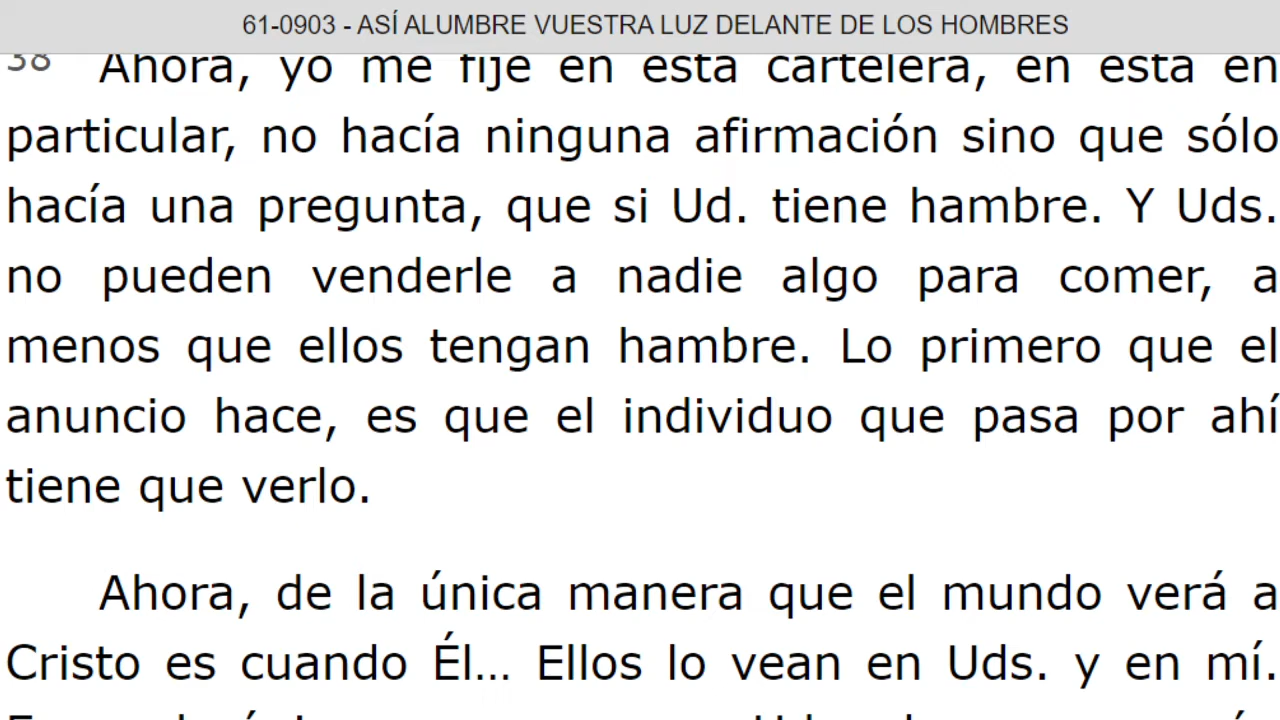 61-0903 - ASÍ ALUMBRE VUESTRA LUZ DELANTE DE LOS HOMBRES
38 Ahora, yo me fijé en esta cartelera, en esta en
particular, no hacía ninguna afirmación sino que sólo
hacía una pregunta, que si Ud. tiene hambre. Y Uds.
no pueden venderle a nadie algo para comer, a
menos que ellos tengan hambre. Lo primero que el
anuncio hace, es que el individuo que pasa por ahí
tiene que verlo.
Ahora, de la única manera que el mundo verá a
Cristo es cuando Él... Ellos lo vean en Uds. y en mí.